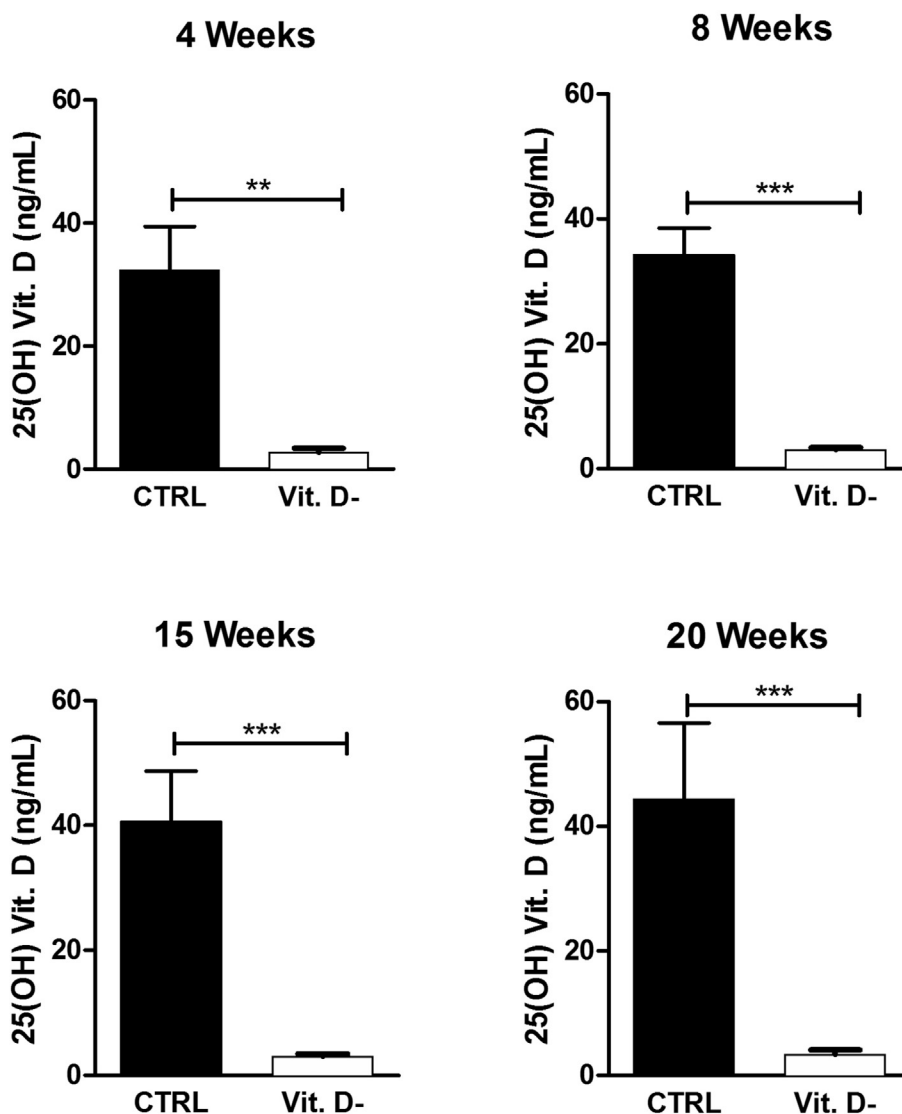 4 Weeks
25(OH) Vit. D (ng/mL)
60
40
20
0
**
CTRL
Vit. D-
8 Weeks
25(OH) Vit. D (ng/mL)
60
40
20
0
***
CTRL
Vit. D-
15 Weeks
25(OH) Vit. D (ng/mL)
60
40
20
0
***
CTRL
Vit. D-
20 Weeks
25(OH) Vit. D (ng/mL)
60
40
20
0
***
CTRL
Vit. D-